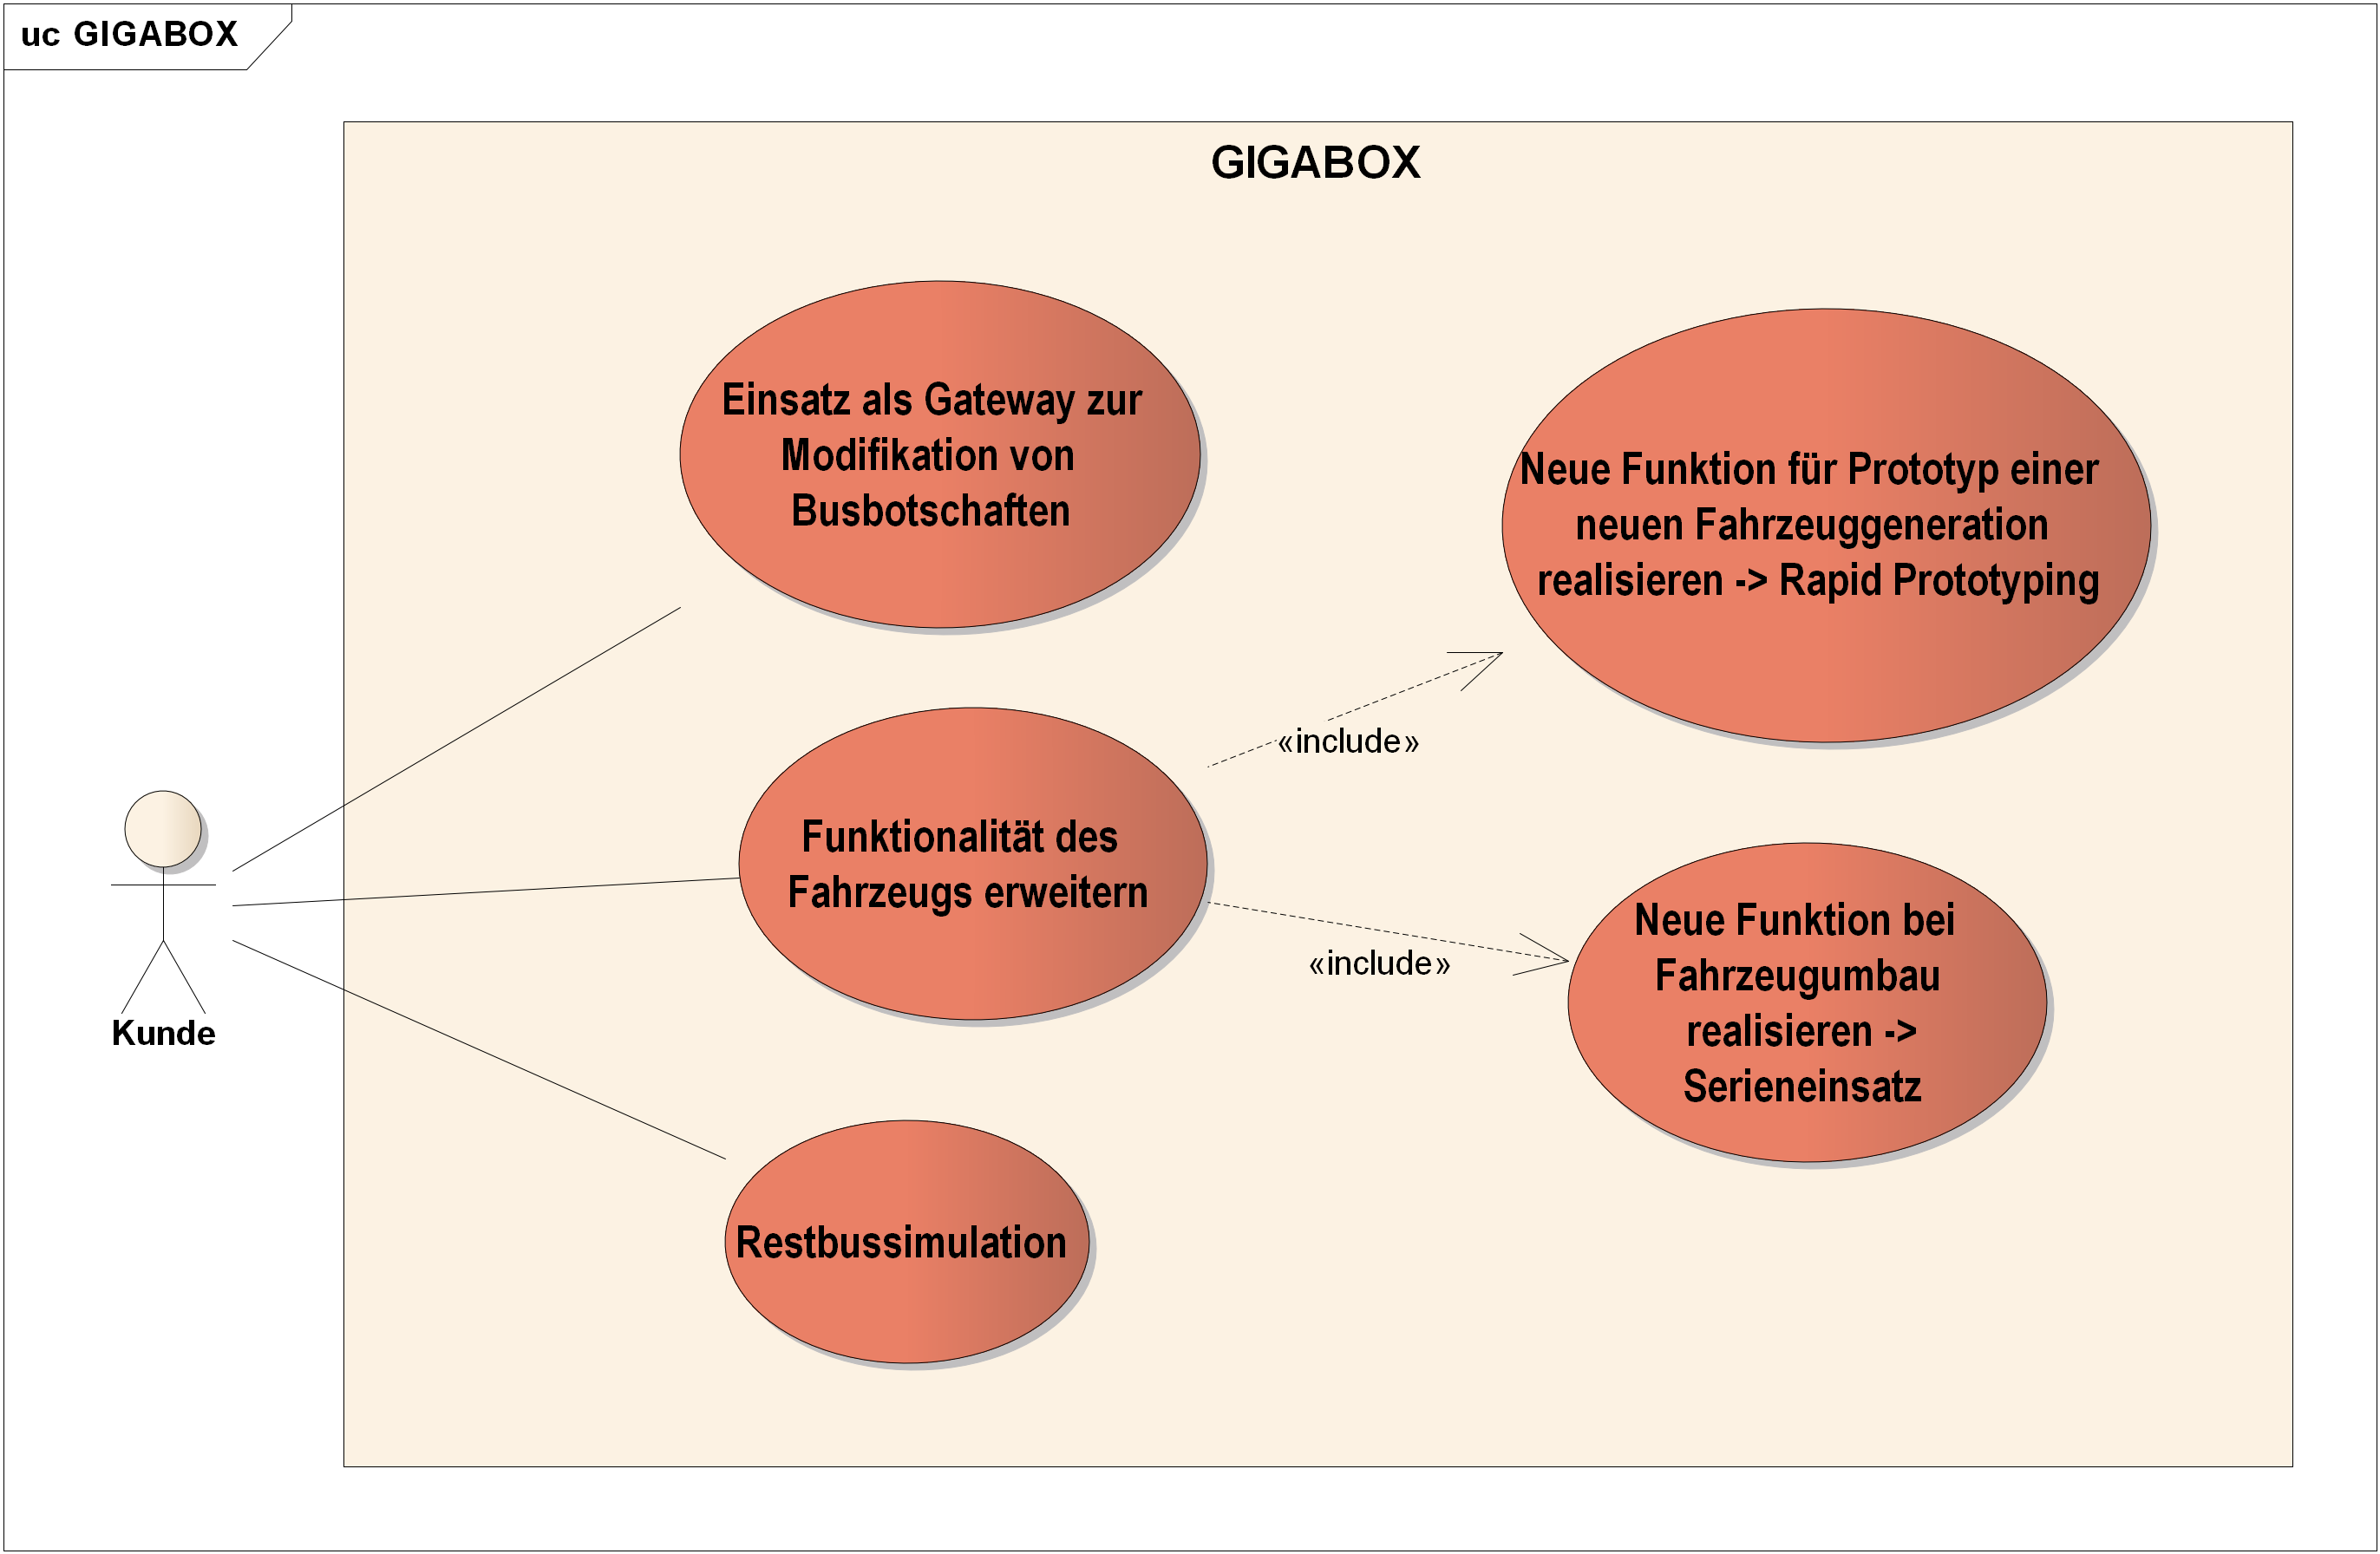 uc GIGABOX
GIGABOX
Einsatz als Gateway zur
Modifikation von
Busbotschaften
Neue Funktion für Prototyp einer
neuen Fahrzeuggeneration
realisieren -> Rapid Prototyping
«include»
Funktionalität des
Fahrzeugs erweitern
«include»
Neue Funktion bei
Fahrzeugumbau
realisieren ->
Serieneinsatz
Kunde
Restbussimulation